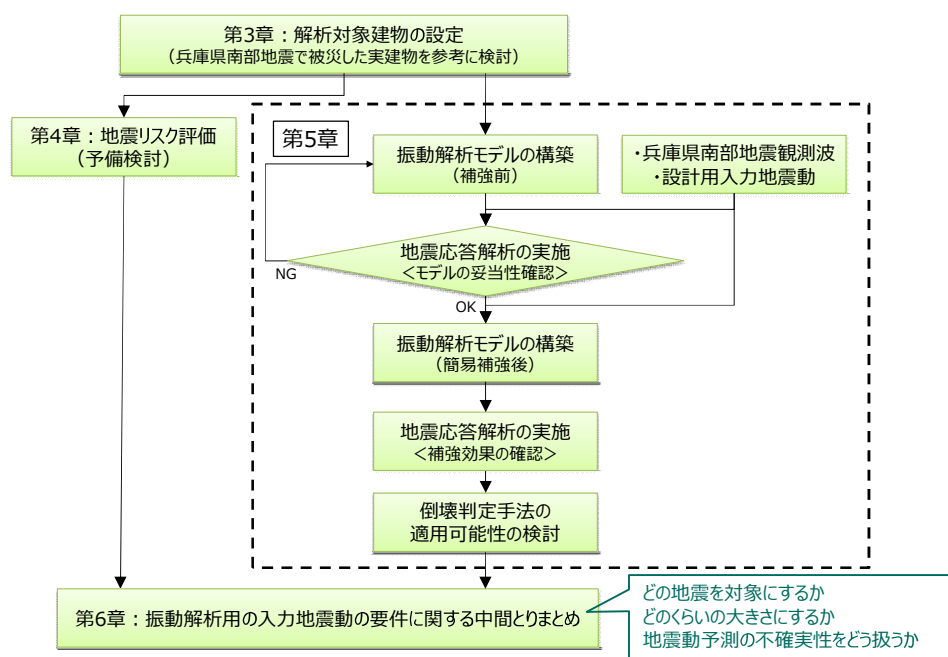 第3章：解析対象建物の設定
（兵庫県南部地震で被災した実建物を参考に検討）
第4章：地震リスク評価
（予備検討）
第5章
振動解析モデルの構築
（補強前）
・兵庫県南部地震観測波
・設計用入力地震動
地震応答解析の実施
＜モデルの妥当性確認＞
NG
OK
振動解析モデルの構築
（簡易補強後）
地震応答解析の実施
＜補強効果の確認＞
倒壊判定手法の
適用可能性の検討
第6章：振動解析用の入力地震動の要件に関する中間とりまとめ
どの地震を対象にするか
どのくらいの大きさにするか
地震動予測の不確実性をどう扱うか